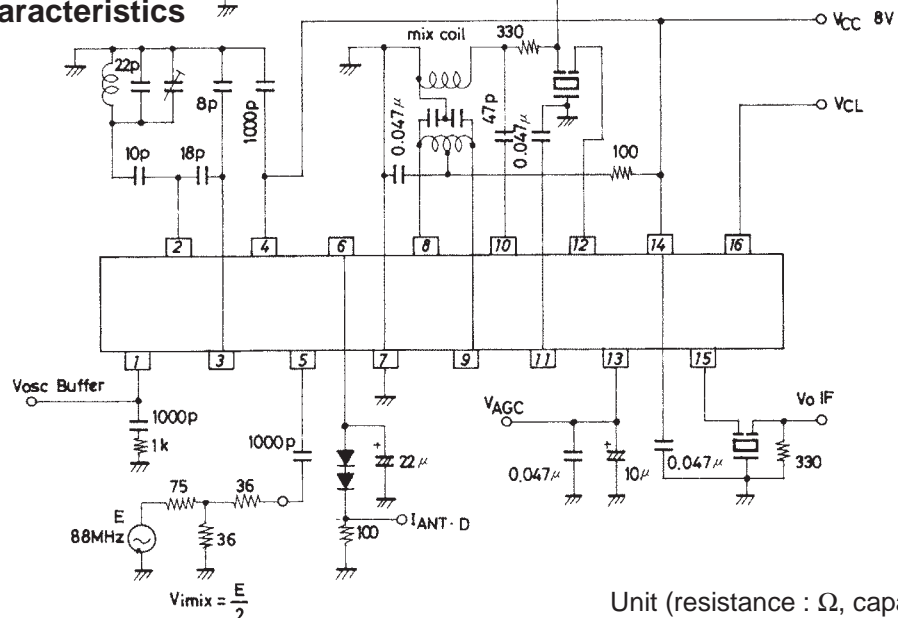 aracteristics
VCC 8V
mix coil
330
22p
8p
1000p
0.047μ
47p
0.047μ
VCL
10p
18p
100
2
4
6
8
10
12
14
16
1
3
5
7
9
11
13
15
Vosc Buffer
1000p
1k
1000p
22μ
VAGC
0.047μ
10μ
0.047μ
Vo IF
330
75
36
E
88MHz
36
100
IANT-D
Vimix = E/2
Unit (resistance : Ω, capa